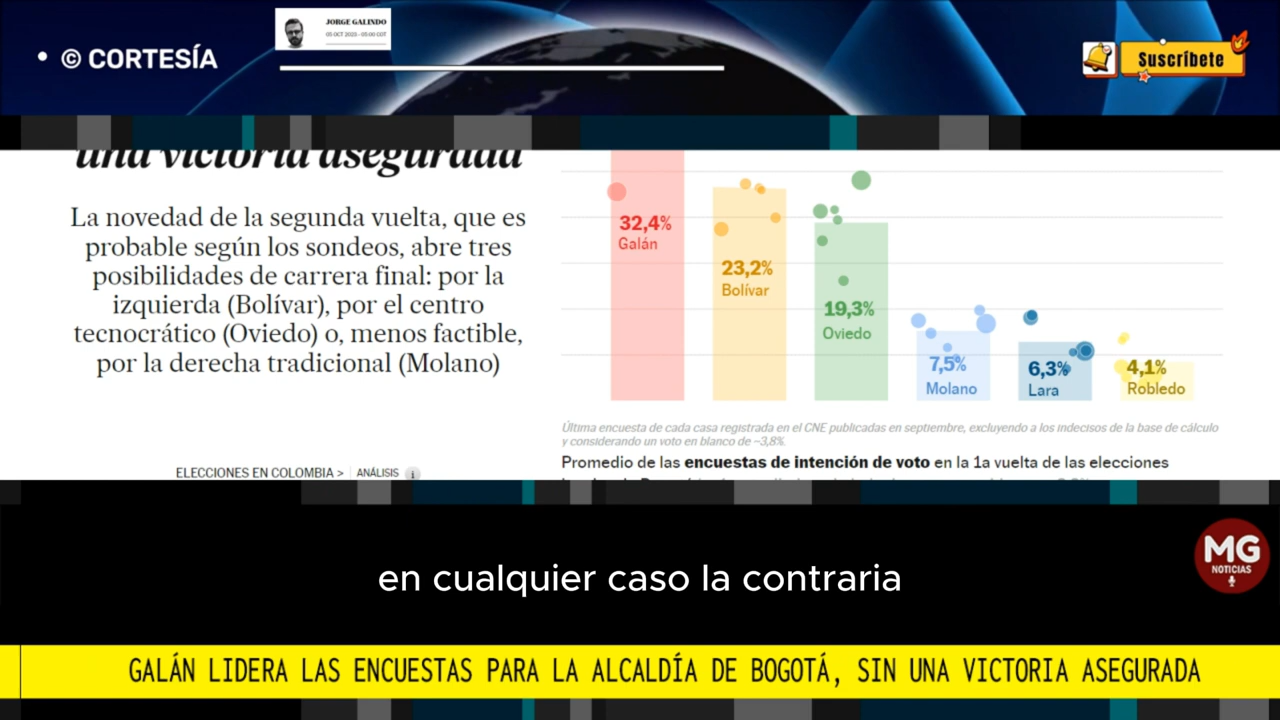 • © CORTESÍA
JORGE GALINDO
05 OCT 2023 - 05:00 COT
Suscríbete
una victoria asegurada
La novedad de la segunda vuelta, que es
probable según los sondeos, abre tres
posibilidades de carrera final: por la
izquierda (Bolívar), por el centro
tecnocrático (Oviedo) o, menos factible,
por la derecha tradicional (Molano)
ELECCIONES EN COLOMBIA > | ANÁLISIS i
32,4%
Galán
23,2%
Bolívar
19,3%
Oviedo
7,5%
Molano
6,3%
Lara
4,1%
Robledo
Última encuesta de cada casa registrada en el CNE publicadas en septiembre, excluyendo a los indecisos de la base de cálculo
y considerando un voto en blanco de ~3,8%.
Promedio de las encuestas de intención de voto en la 1a vuelta de las elecciones
en cualquier caso la contraria
MG
NOTICIAS
GALÁN LIDERA LAS ENCUESTAS PARA LA ALCALDÍA DE BOGOTÁ, SIN UNA VICTORIA ASEGURADA